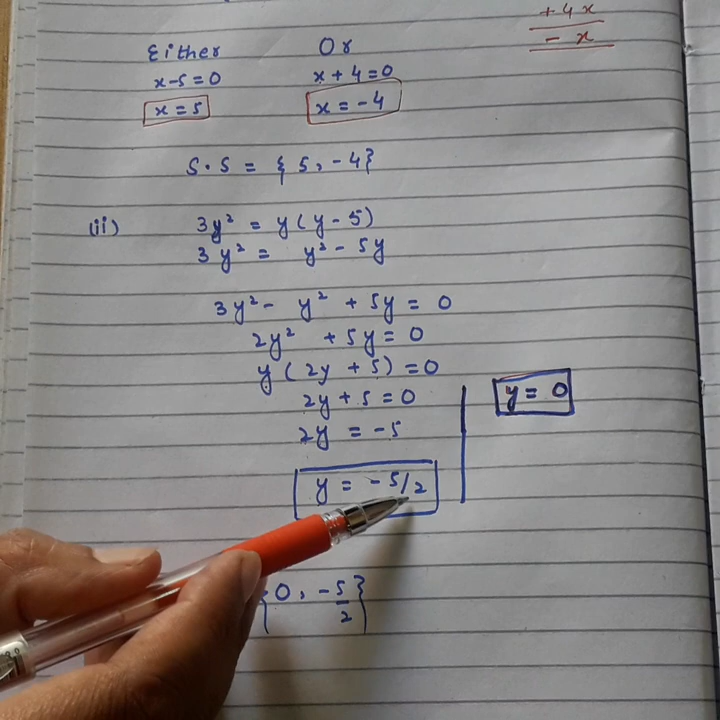 +4x
-x
Either Or
x-5=0 x+4=0
x=5 x=-4
S.S = {5, -4}
(ii) 3y² = y(y-5)
3y² = y² - 5y
3y² - y² + 5y = 0
2y² + 5y = 0
y(2y + 5) = 0
2y + 5 = 0 y = 0
2y = -5
y = -5/2
{0, -5/2}